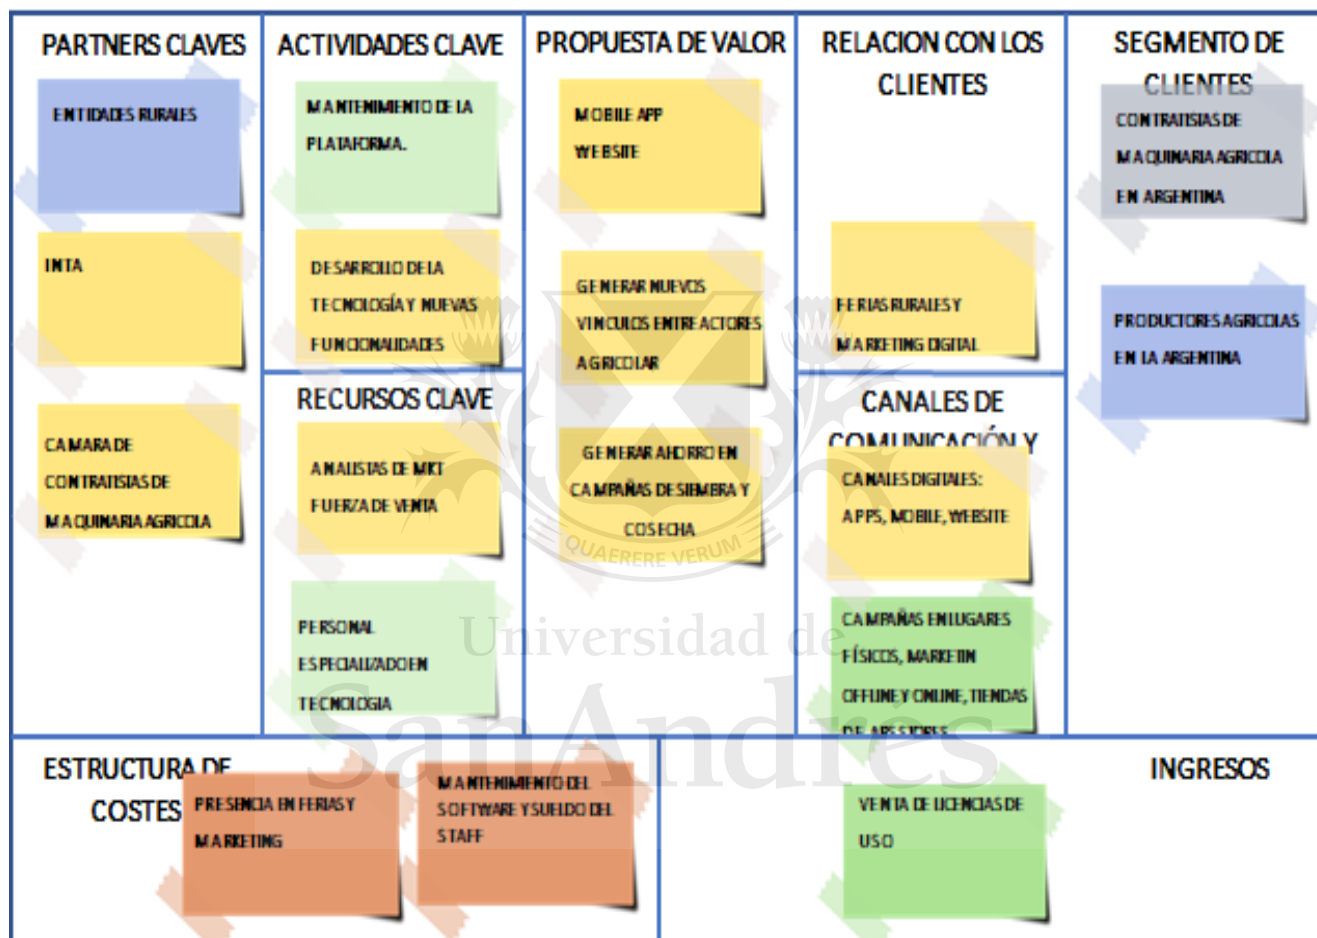 PARTNERS CLAVES
ENTIDADES RURALES
INTA
CAMARA DE
CONTRATISTAS DE
MAQUINARIA AGRICOLA
ACTIVIDADES CLAVE
MANTENIMIENTO DE LA
PLATAFORMA.
DESARROLLO DE LA
TECNOLOGÍA Y NUEVAS
FUNCIONALIDADES
RECURSOS CLAVE
ANALISTAS DE MKT
FUERZA DE VENTA
PERSONAL
ESPECIALIZADO EN
TECNOLOGIA
PROPUESTA DE VALOR
MOBILE APP
WEBSITE
GENERAR NUEVOS
VINCULOS ENTRE ACTORES
AGRICOLAR
GENERAR AHORRO EN
CAMPAÑAS DE SIEMBRA Y
COSECHA
RELACION CON LOS
CLIENTES
FERIAS RURALES Y
MARKETING DIGITAL
CANALES DE
COMUNICACIÓN Y
CANALES DIGITALES:
APPS, MOBILE, WEBSITE
CAMPAÑAS EN LUGARES
FÍSICOS, MARKETIN
OFFLINE Y ONLINE, TIENDAS
DE
SEGMENTO DE
CLIENTES
CONTRATISTAS DE
MAQUINARIA AGRICOLA
EN ARGENTINA
PRODUCTORES AGRICOLAS
EN LA ARGENTINA
ESTRUCTURA DE
COSTES
PRESENCIA EN FERIAS Y
MARKETING
MANTENIMENTO DEL
SOFTWARE Y SUELDO DEL
STAFF
INGRESOS
VENTA DE LICENCIAS DE
USO
QUAERERE VERUM
Universidad de
SanAndrés